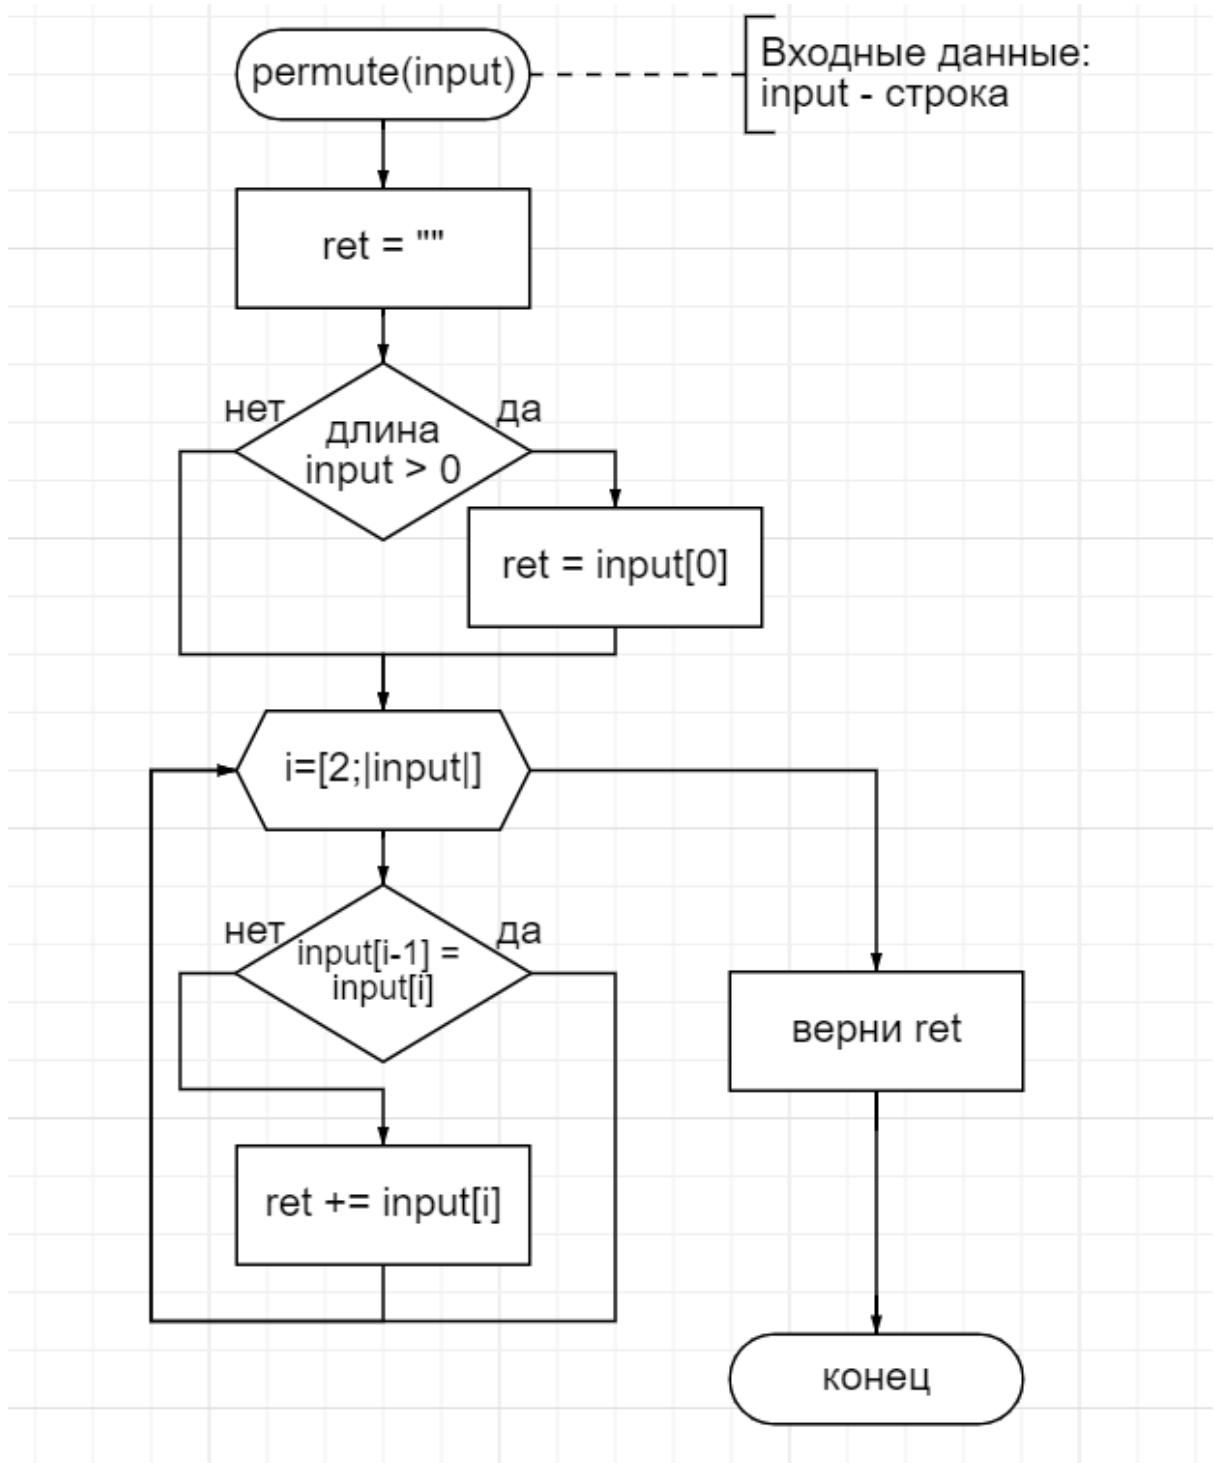 permute(input)
Входные данные:
input - строка
ret = ""
нет
да
длина
input > 0
ret = input[0]
i=[2;|input|]
нет
да
input[i-1] =
input[i]
верни ret
ret += input[i]
конец